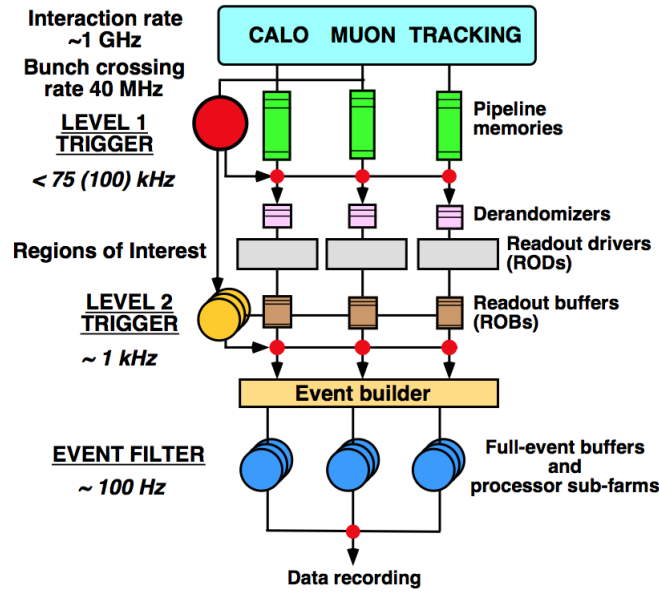 Interaction rate
~1 GHz
CALO MUON TRACKING
Bunch crossing
rate 40 MHz
LEVEL 1
TRIGGER
< 75 (100) kHz
Pipeline
memories
Derandomizers
Regions of Interest
Readout drivers
(RODs)
LEVEL 2
TRIGGER
~ 1 kHz
Readout buffers
(ROBs)
Event builder
EVENT FILTER
~ 100 Hz
Full-event buffers
and
processor sub-farms
Data recording